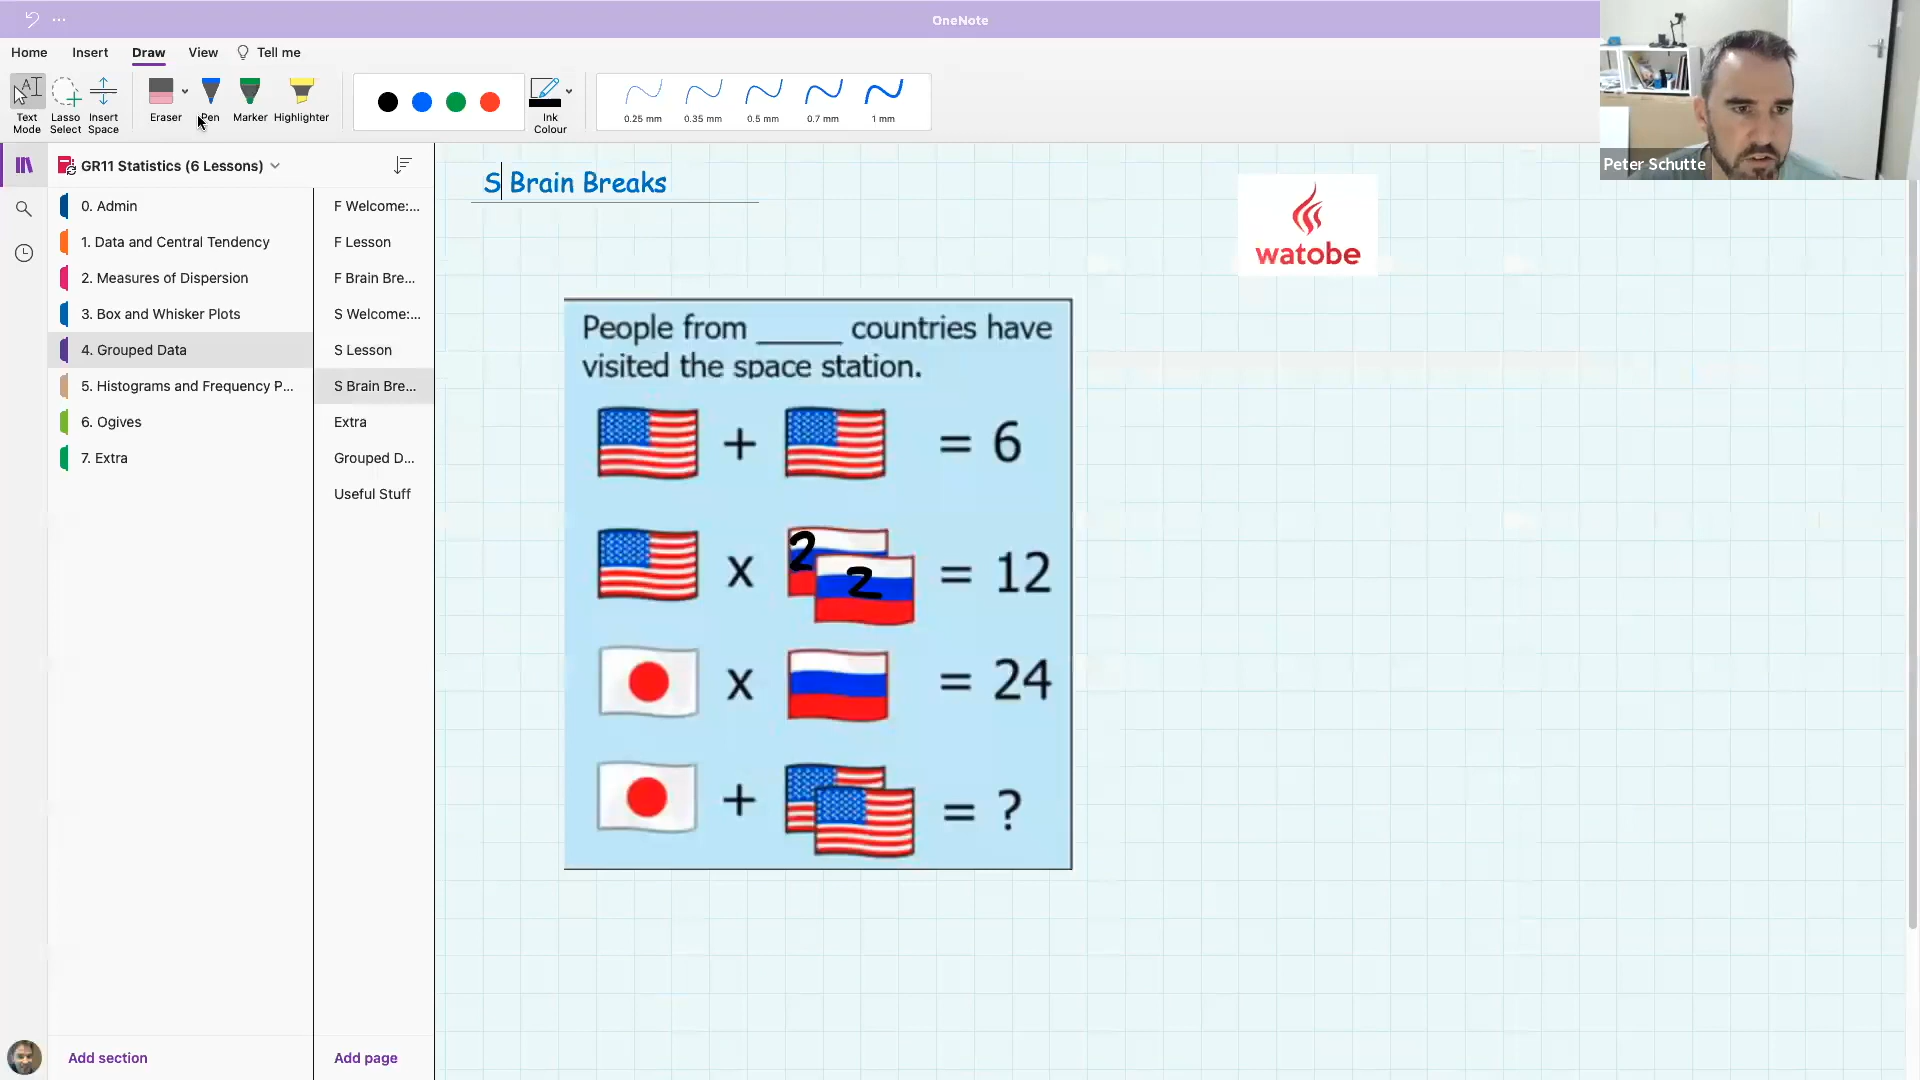 OneNote
Home Insert Draw View Tell me
Text Mode
Lasso Select
Insert Space
Eraser
Pen
Marker
Highlighter
Ink Colour
0.25 mm
0.35 mm
0.5 mm
0.7 mm
1 mm
Peter Schutte
GR11 Statistics (6 Lessons)
0. Admin
1. Data and Central Tendency
2. Measures of Dispersion
3. Box and Whisker Plots
4. Grouped Data
5. Histograms and Frequency P...
6. Ogives
7. Extra
Add section
F Welcome:...
F Lesson
F Brain Bre...
S Welcome:...
S Lesson
S Brain Bre...
Extra
Grouped D...
Useful Stuff
Add page
S Brain Breaks
watobe
People from ______ countries have
visited the space station.
+ = 6
x 2 2 = 12
x = 24
+ = ?